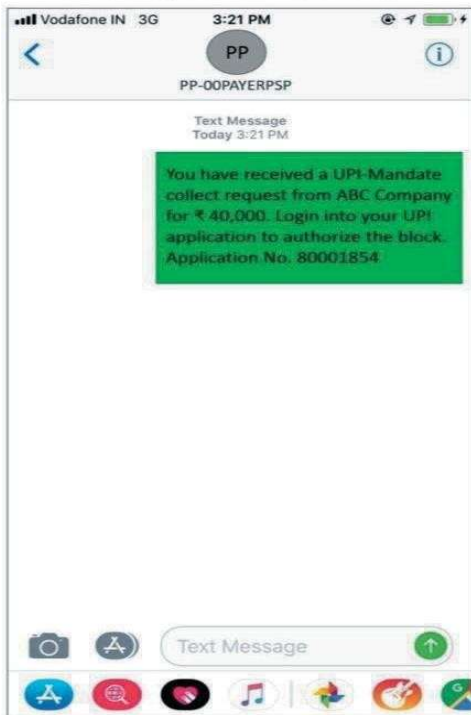 Vodafone IN 3G 3:21 PM
PP
PP-OOPAYERPSP
Text Message
Today 3:21 PM
You have received a UPI-Mandate
collect request from ABC Company
for ₹ 40,000. Login into your UPI
application to authorize the block.
Application No. 80001854
Text Message